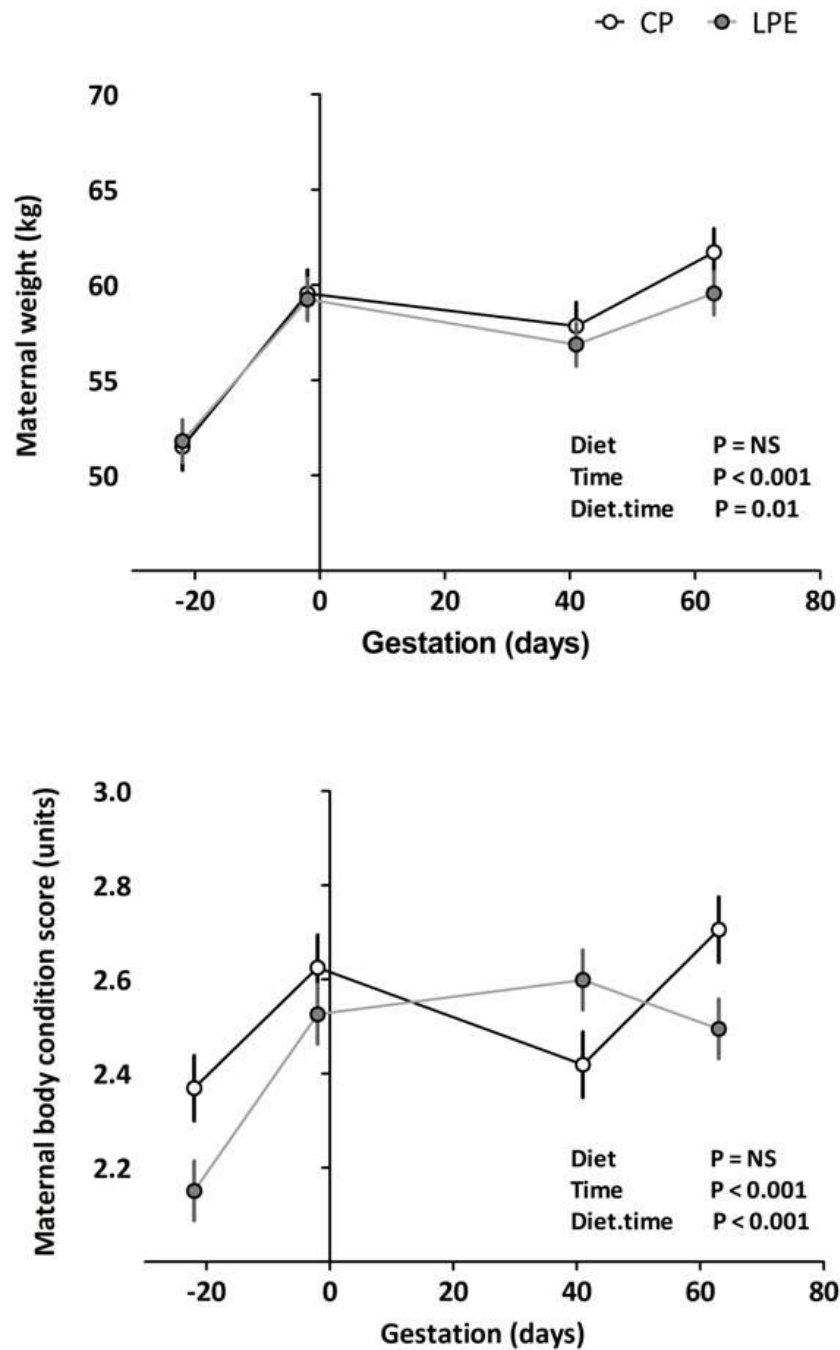 CP LPE
Maternal weight (kg)
70
65
60
55
50
Diet P = NS
Time P < 0.001
Diet.time P = 0.01
-20 0 20 40 60 80
Gestation (days)
Maternal body condition score (units)
3.0
2.8
2.6
2.4
2.2
Diet P = NS
Time P < 0.001
Diet.time P < 0.001
-20 0 20 40 60 80
Gestation (days)